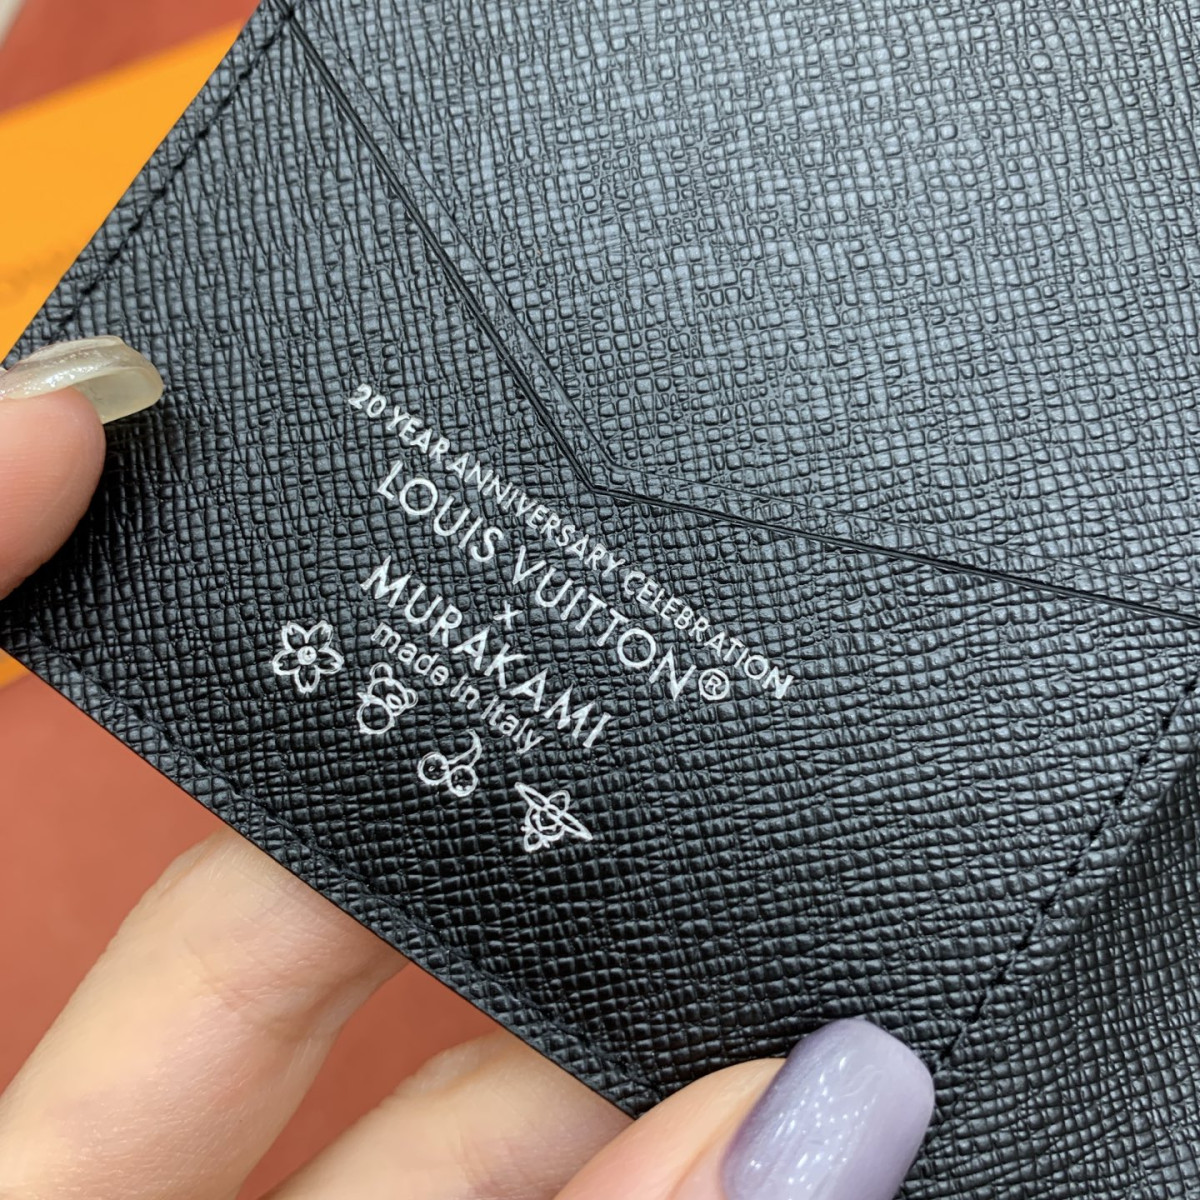 20 YEAR ANNIVERSARY CELEBRATION
LOUIS VUITTON®
x
MURAKAMI
made in italy